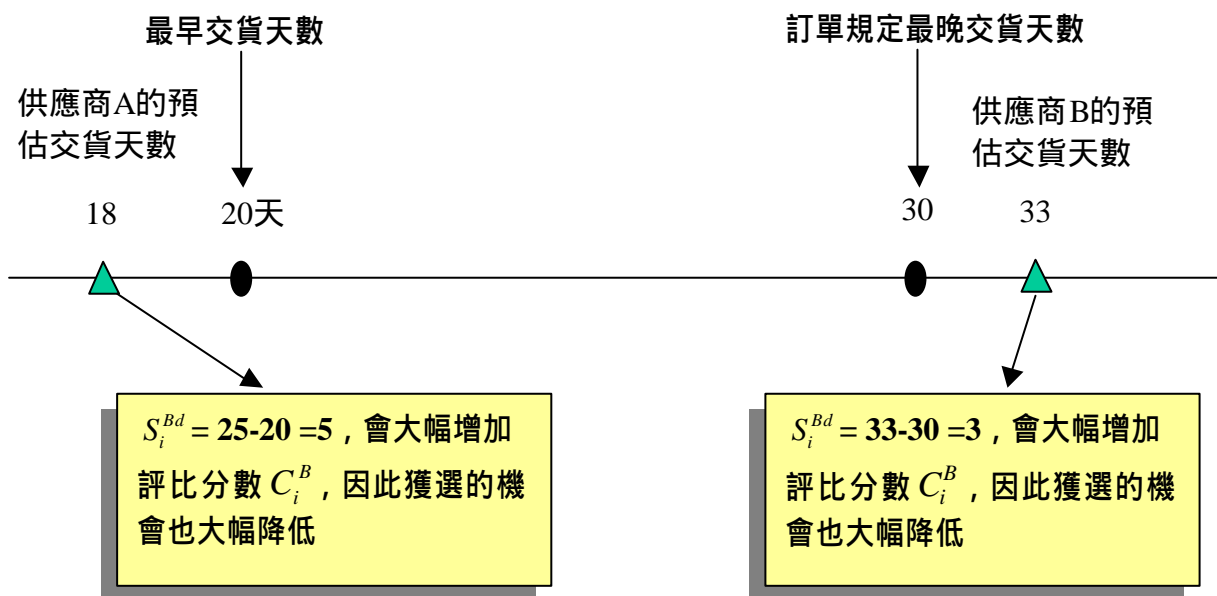 最早交貨天數
訂單規定最晚交貨天數
供應商A的預
估交貨天數
供應商B的預
估交貨天數
18
20天
30
33
S_i^{Bd} = 25-20 =5，會大幅增加
評比分數 C_i^B，因此獲選的機
會也大幅降低
S_i^{Bd} = 33-30 =3，會大幅增加
評比分數 C_i^B，因此獲選的機
會也大幅降低